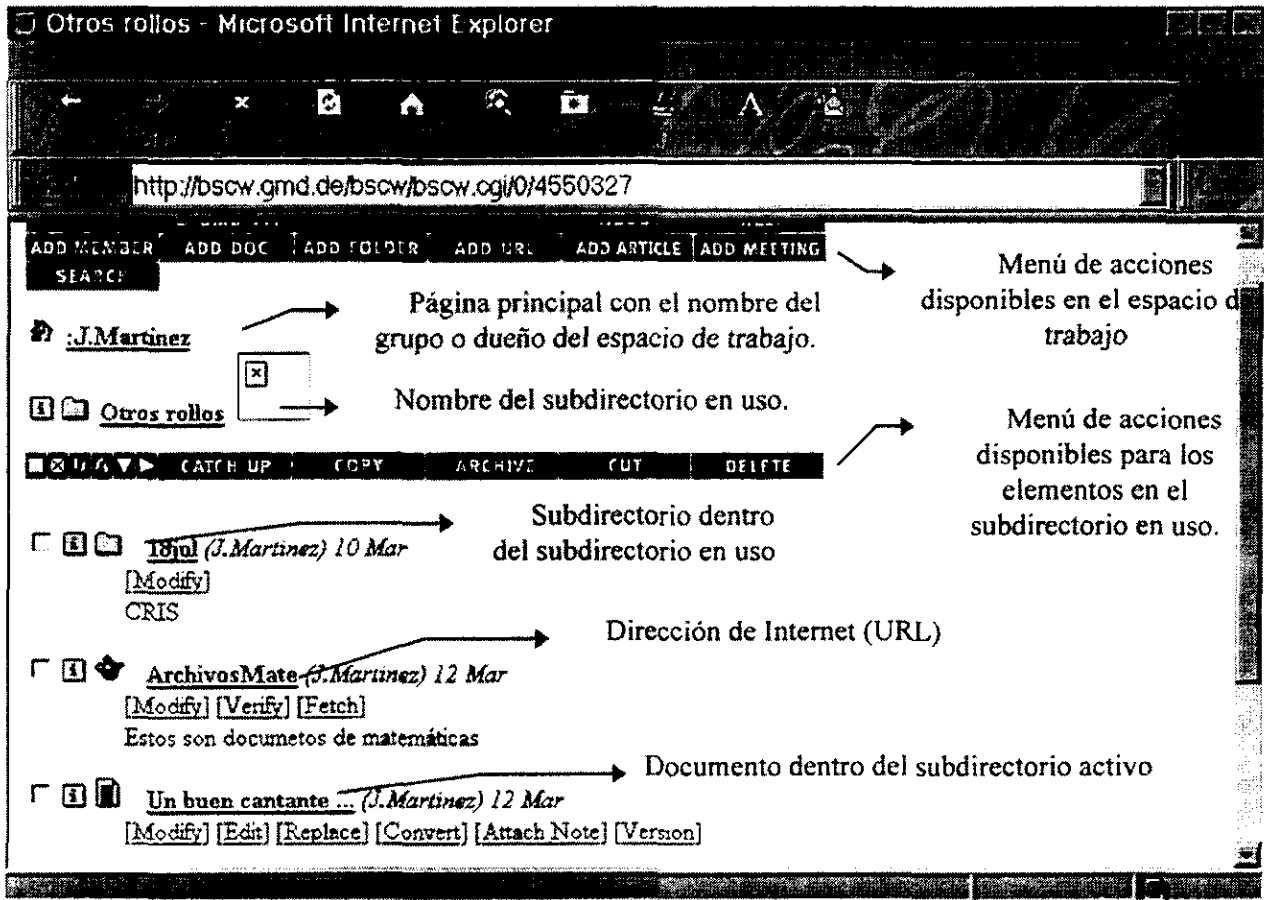 Otros rollos - Microsoft Internet Explorer
http://bscw.gmd.de/bscw/bscw.cgi/0/4550327
ADD MEMBER ADD DOC ADD FOLDER ADD URL ADD ARTICLE ADD MEETING
SEARCH
Menú de acciones
disponibles en el espacio d
trabajo
:J.Martinez
Página principal con el nombre del
grupo o dueño del espacio de trabajo.
Otros rollos
Nombre del subdirectorio en uso.
CATCH UP COPY ARCHIVE CUT DELETE
Menú de acciones
disponibles para los
elementos en el
subdirectorio en uso.
18jul (J.Martinez) 10 Mar
[Modify]
CRIS
Subdirectorio dentro
del subdirectorio en uso
ArchivosMate (J.Martinez) 12 Mar
[Modify] [Verify] [Fetch]
Estos son documetos de matemáticas
Dirección de Internet (URL)
Un buen cantante ... (J.Martinez) 12 Mar
[Modify] [Edit] [Replace] [Convert] [Attach Note] [Version]
Documento dentro del subdirectorio activo